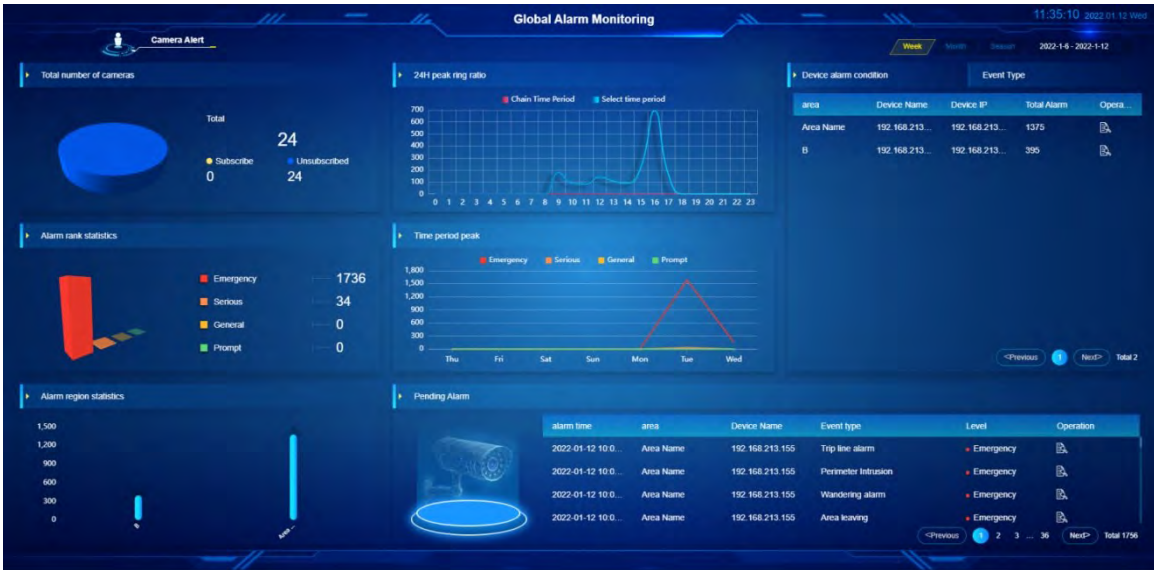 Global Alarm Monitoring
11:35:10 2022.01.12 Wed
Camera Alert
Week Month Season 2022-1-6 - 2022-1-12
Total number of cameras
Total
24
Subscribe Unsubscribed
0 24
24H peak ring ratio
Chain Time Period Select time period
700
600
500
400
300
200
100
0
0 1 2 3 4 5 6 7 8 9 10 11 12 13 14 15 16 17 18 19 20 21 22 23
Device alarm condition Event Type
area Device Name Device IP Total Alarm Opera...
Area Name 192.168.213... 192.168.213... 1375
B 192.168.213... 192.168.213... 395
<Previous 1 Next> Total 2
Alarm rank statistics
Emergency 1736
Serious 34
General 0
Prompt 0
Time period peak
Emergency Serious General Prompt
1,800
1,500
1,200
900
600
300
0
Thu Fri Sat Sun Mon Tue Wed
Alarm region statistics
1,500
1,200
900
600
300
0
B Area ...
Pending Alarm
alarm time area Device Name Event type Level Operation
2022-01-12 10:0... Area Name 192.168.213.155 Trip line alarm Emergency
2022-01-12 10:0... Area Name 192.168.213.155 Perimeter Intrusion Emergency
2022-01-12 10:0... Area Name 192.168.213.155 Wandering alarm Emergency
2022-01-12 10:0... Area Name 192.168.213.155 Area leaving Emergency
<Previous 1 2 3 ... 36 Next> Total 1756